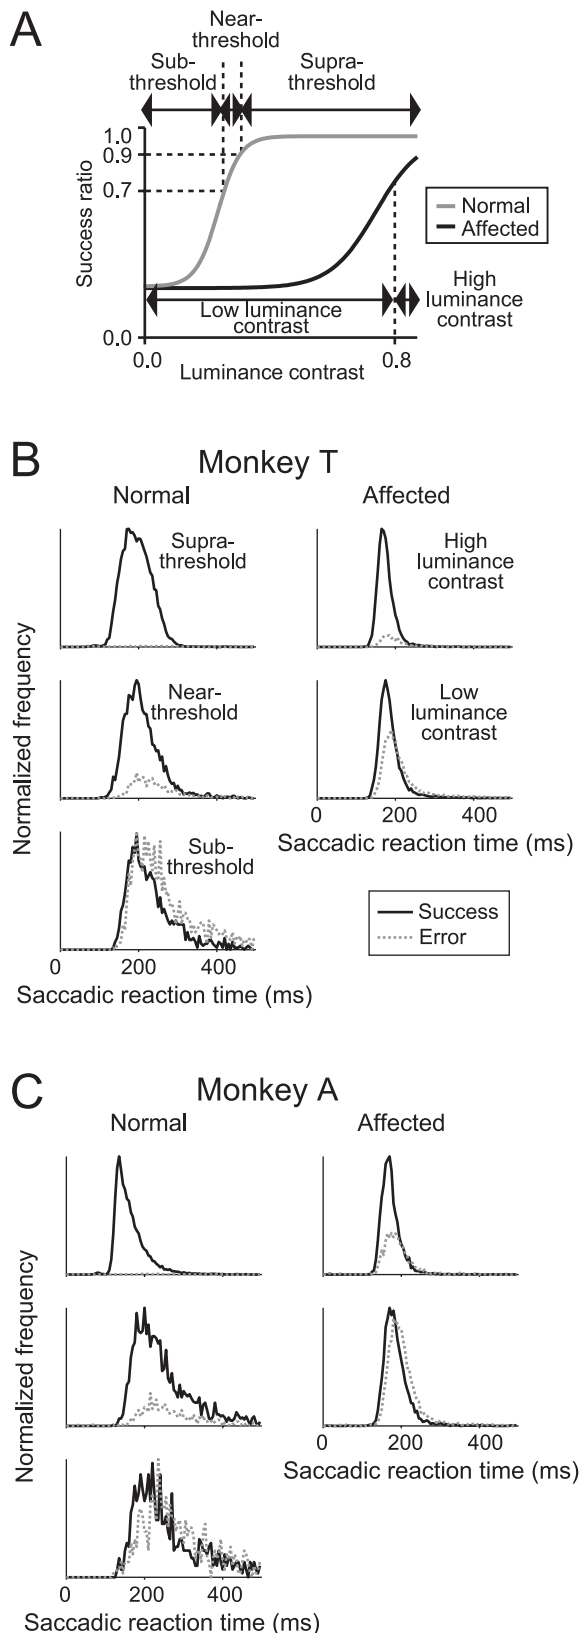 A
Near-
threshold
Sub-
threshold
Supra-
threshold
1.0
0.9
0.7
0.0
Success ratio
Normal
Affected
Low luminance
contrast
High
luminance
contrast
0.0
0.8
Luminance contrast
B
Monkey T
Normal
Affected
Supra-
threshold
High
luminance
contrast
Near-
threshold
Low
luminance
contrast
Normalized frequency
0
200
400
Saccadic reaction time (ms)
Sub-
threshold
Success
Error
0
200
400
Saccadic reaction time (ms)
C
Monkey A
Normal
Affected
Normalized frequency
0
200
400
Saccadic reaction time (ms)
0
200
400
Saccadic reaction time (ms)